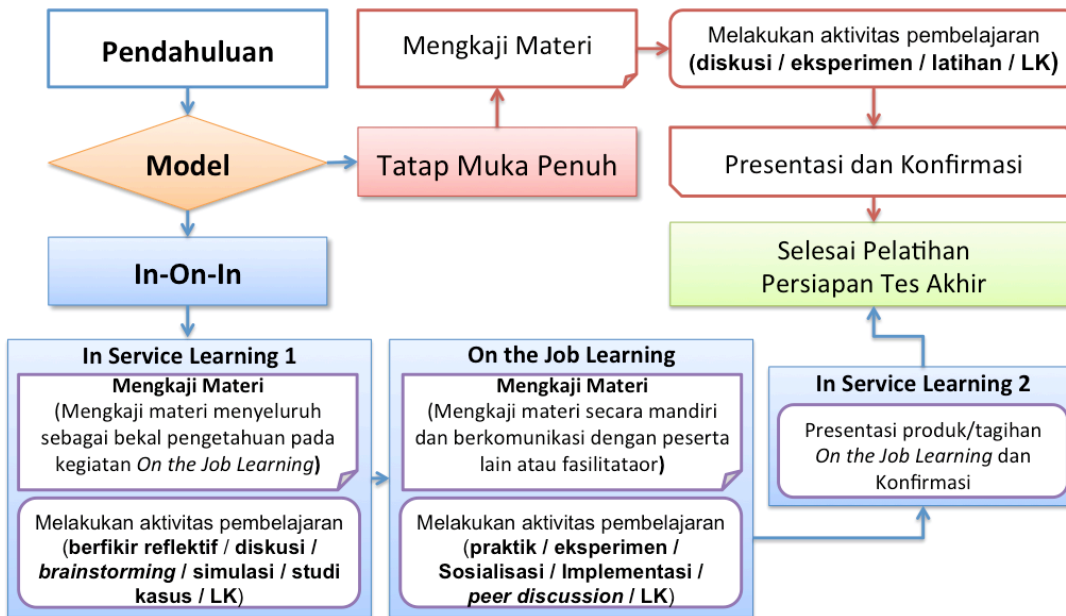 Pendahuluan
Model
Tatap Muka Penuh
Mengkaji Materi
Melakukan aktivitas pembelajaran
(diskusi / eksperimen / latihan / LK)
Presentasi dan Konfirmasi
Selesai Pelatihan
Persiapan Tes Akhir
In-On-In
In Service Learning 1
Mengkaji Materi
(Mengkaji materi menyeluruh
sebagai bekal pengetahuan pada
kegiatan On the Job Learning)
Melakukan aktivitas pembelajaran
(berfikir reflektif / diskusi /
brainstorming / simulasi / studi
kasus / LK)
On the Job Learning
Mengkaji Materi
(Mengkaji materi secara mandiri
dan berkomunikasi dengan peserta
lain atau fasilitataor)
Melakukan aktivitas pembelajaran
(praktik / eksperimen /
Sosialisasi / Implementasi /
peer discussion / LK)
In Service Learning 2
Presentasi produk/tagihan
On the Job Learning dan
Konfirmasi